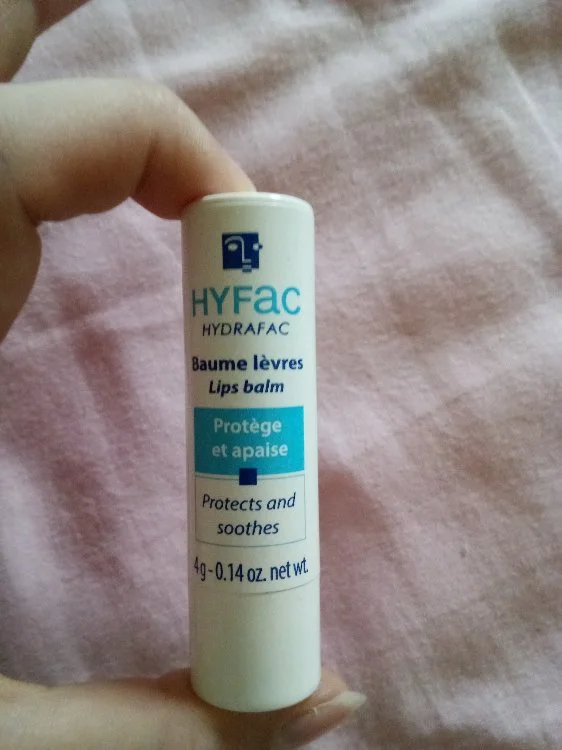 HYFaC
HYDRAFAC
Baume lèvres
Lips balm
Protège
et apaise
Protects and
soothes
4g-0.14 oz. net wt.